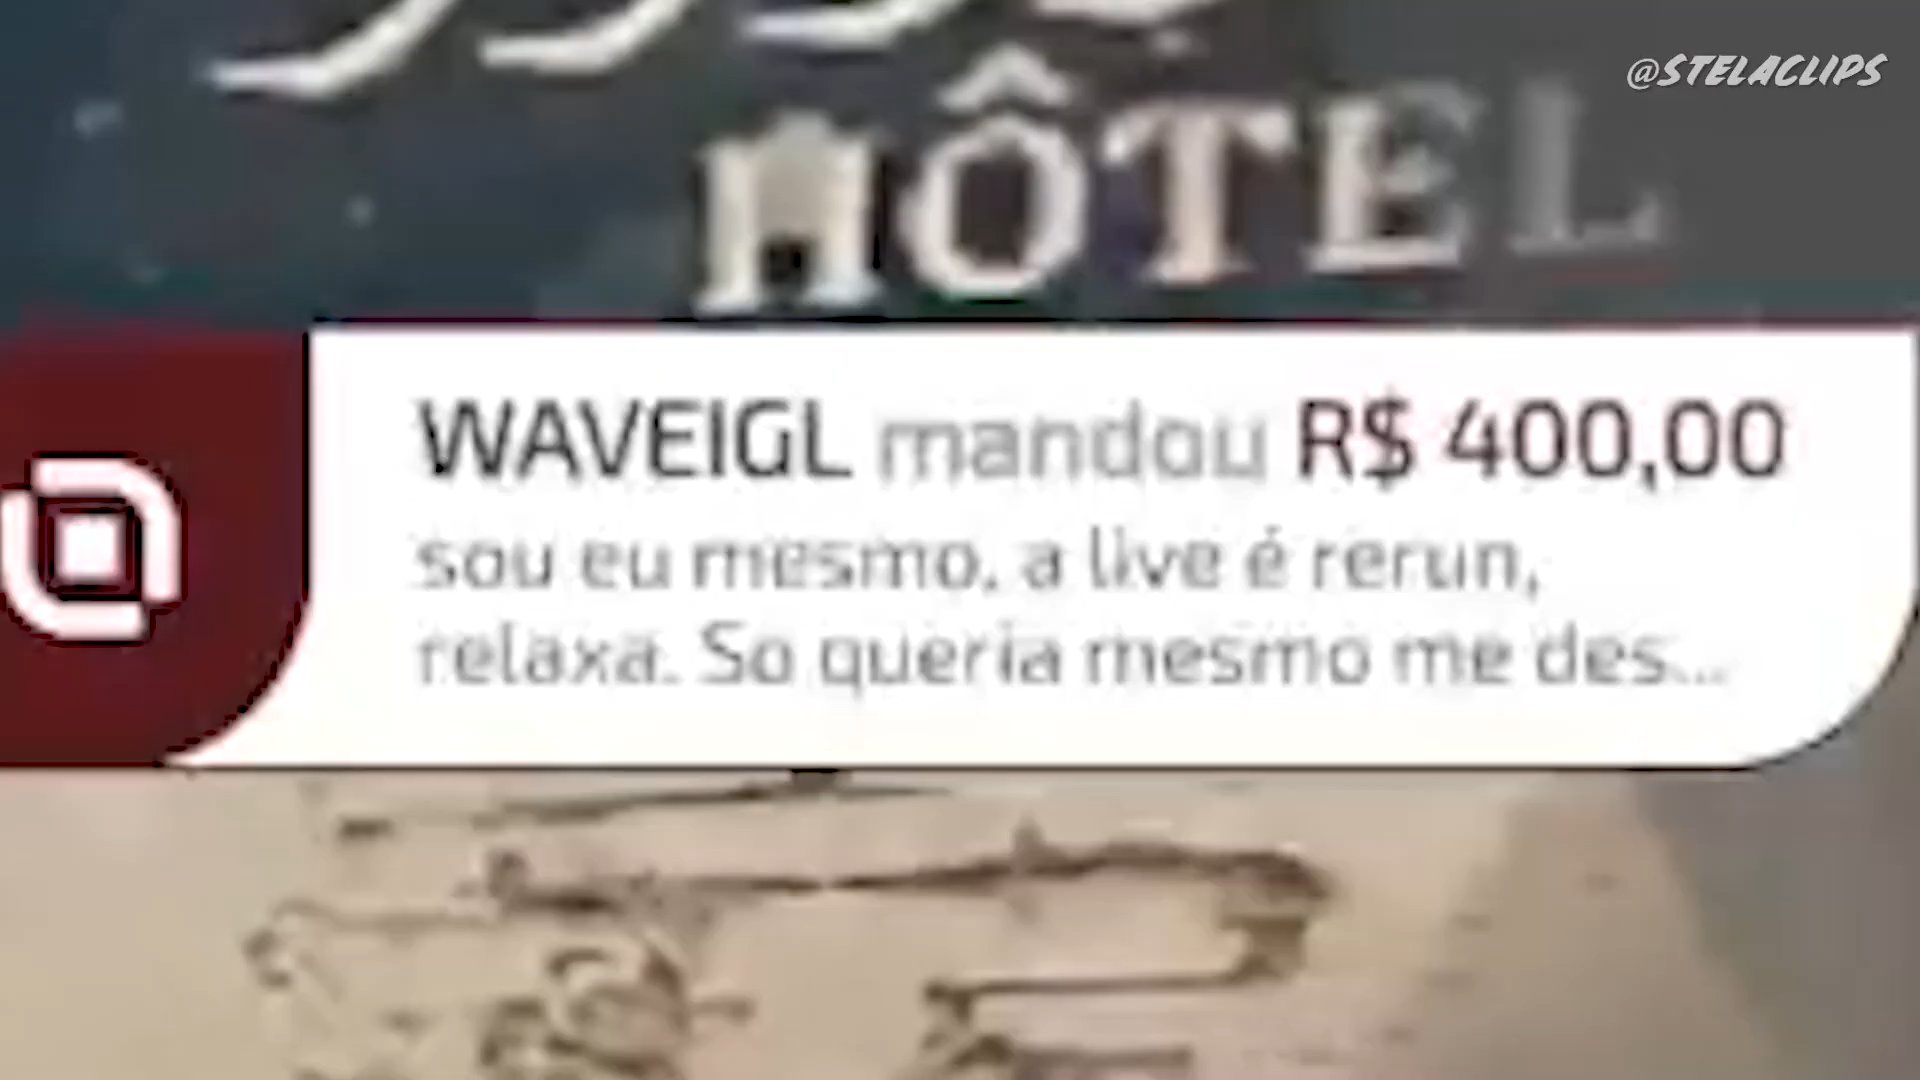 @STELACLIPS
HÔTEL
WAVEIGL mandou R$ 400,00
sou eu mesmo, a live é rerun,
relaxa. So queria mesmo me des...